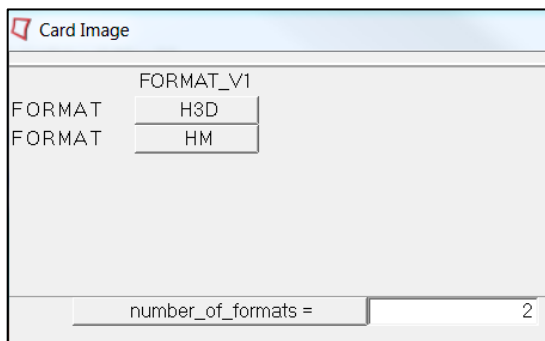 Card Image
FORMAT_V1
FORMAT H3D
FORMAT HM
number_of_formats = 2